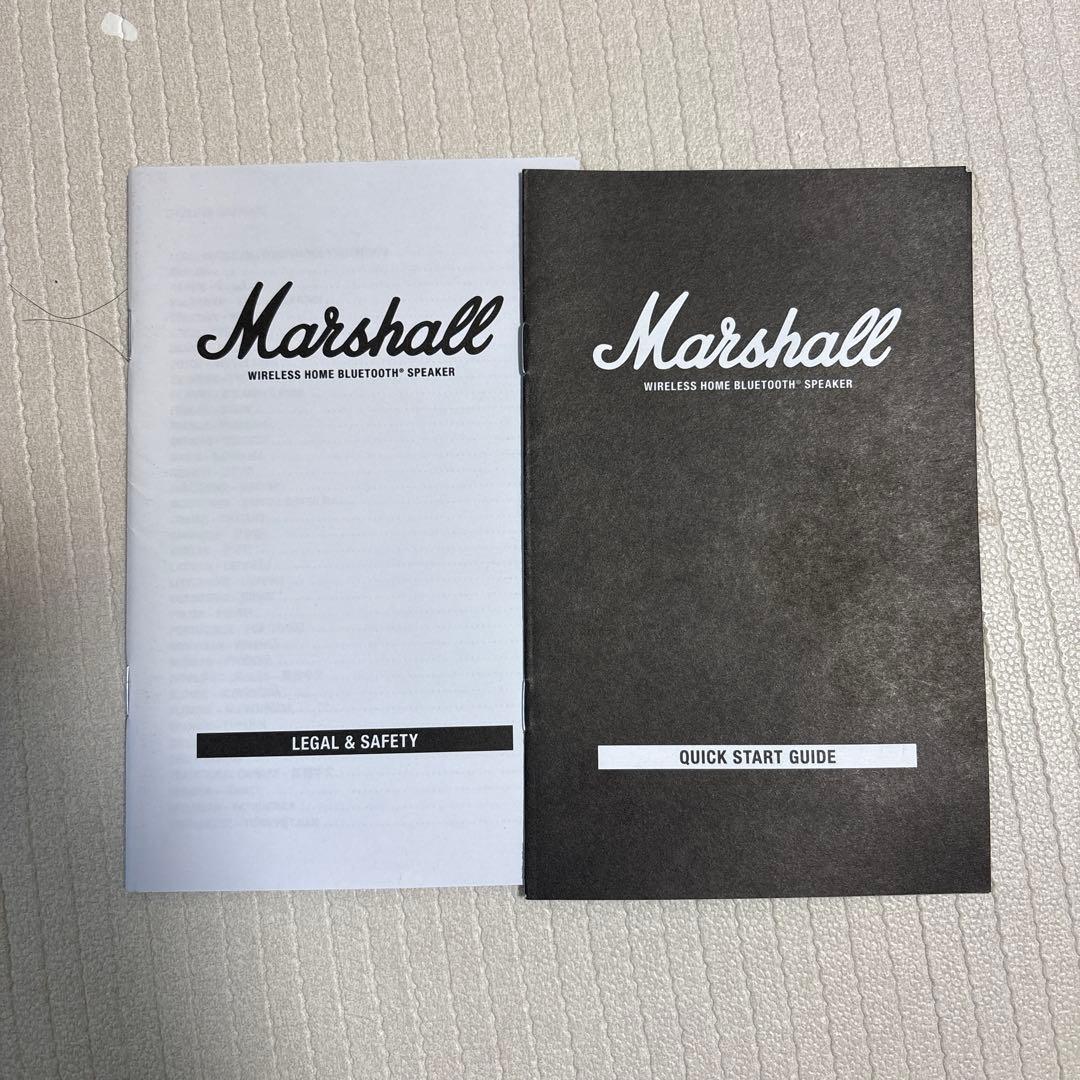 Marshall
WIRELESS HOME BLUETOOTH® SPEAKER
LEGAL & SAFETY
Marshall
WIRELESS HOME BLUETOOTH® SPEAKER
QUICK START GUIDE